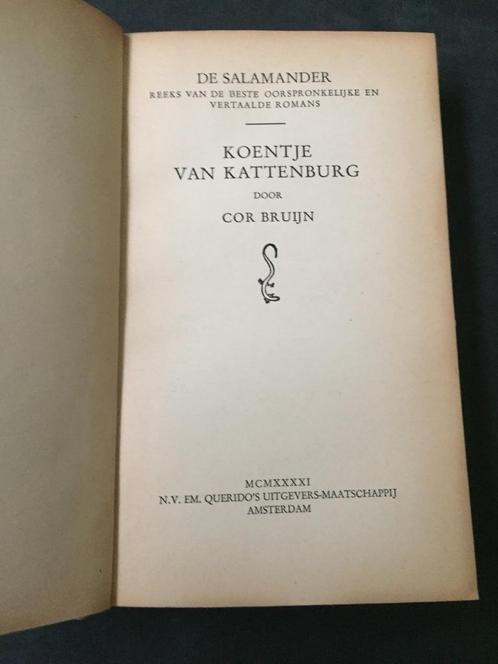 DE SALAMANDER
REEKS VAN DE BESTE OORSPRONKELIJKE EN
VERTAALDE ROMANS
KOENTJE
VAN KATTENBURG
DOOR
COR BRUIJN
MCMXXXXI
N.V. EM. QUERIDO'S UITGEVERS-MAATSCHAPPIJ
AMSTERDAM